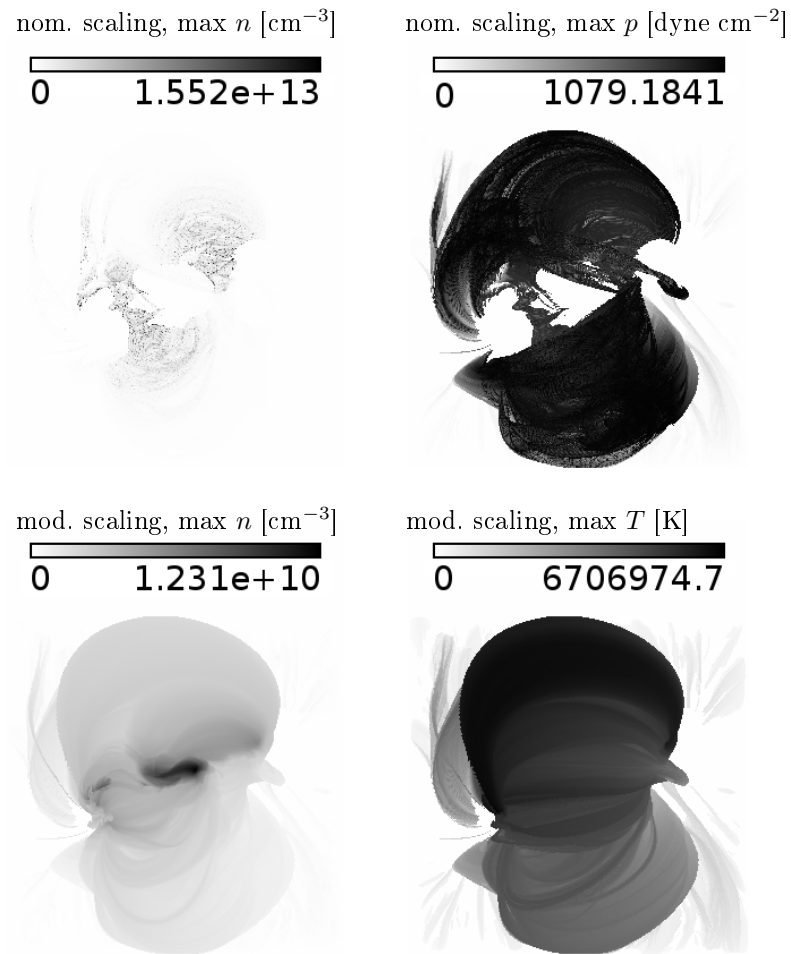 nom. scaling, max n [cm⁻³]
nom. scaling, max p [dyne cm⁻²]
0 1.552e+13
0 1079.1841
mod. scaling, max n [cm⁻³]
mod. scaling, max T [K]
0 1.231e+10
0 6706974.7